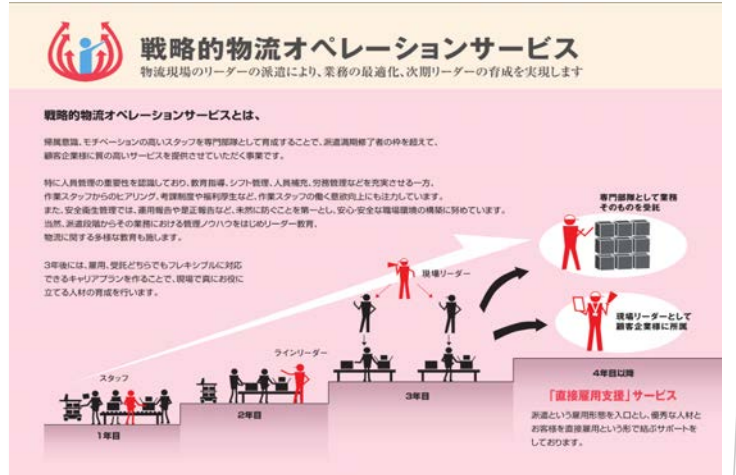 戦略的物流オペレーションサービス
物流現場のリーダーの派遣により、業務の最適化、次期リーダーの育成を実現します
戦略的物流オペレーションサービスとは、
帰属意識、モチベーションの高いスタッフを専門部隊として育成することで、派遣満期修了者の枠を超えて、
顧客企業様に質の高いサービスを提供させていただく事業です。
特に人員管理の重要性を認識しており、教育指導、シフト管理、人員補充、労務管理などを充実させる一方、
作業スタッフからのヒアリング、考課制度や福利厚生など、作業スタッフの働く意欲向上にも注力しています。
また、安全衛生管理では、運用報告や是正報告など、未然に防ぐことを第一とし、安心・安全な職場環境の構築に努めています。
当然、派遣段階からその業務における管理ノウハウをはじめリーダー教育、
物流に関する多様な教育も施します。
3年後には、雇用、受託どちらでもフレキシブルに対応
できるキャリアプランを作ることで、現場で真にお役に
立てる人材の育成を行います。
専門部隊として業務
そのものを受託
現場リーダー
現場リーダーとして
顧客企業様に所属
ラインリーダー
スタッフ
1年目
2年目
3年目
4年目以降
「直接雇用支援」サービス
派遣という雇用形態を入口とし、優秀な人材と
お客様を直接雇用という形で結ぶサポートを
しております。